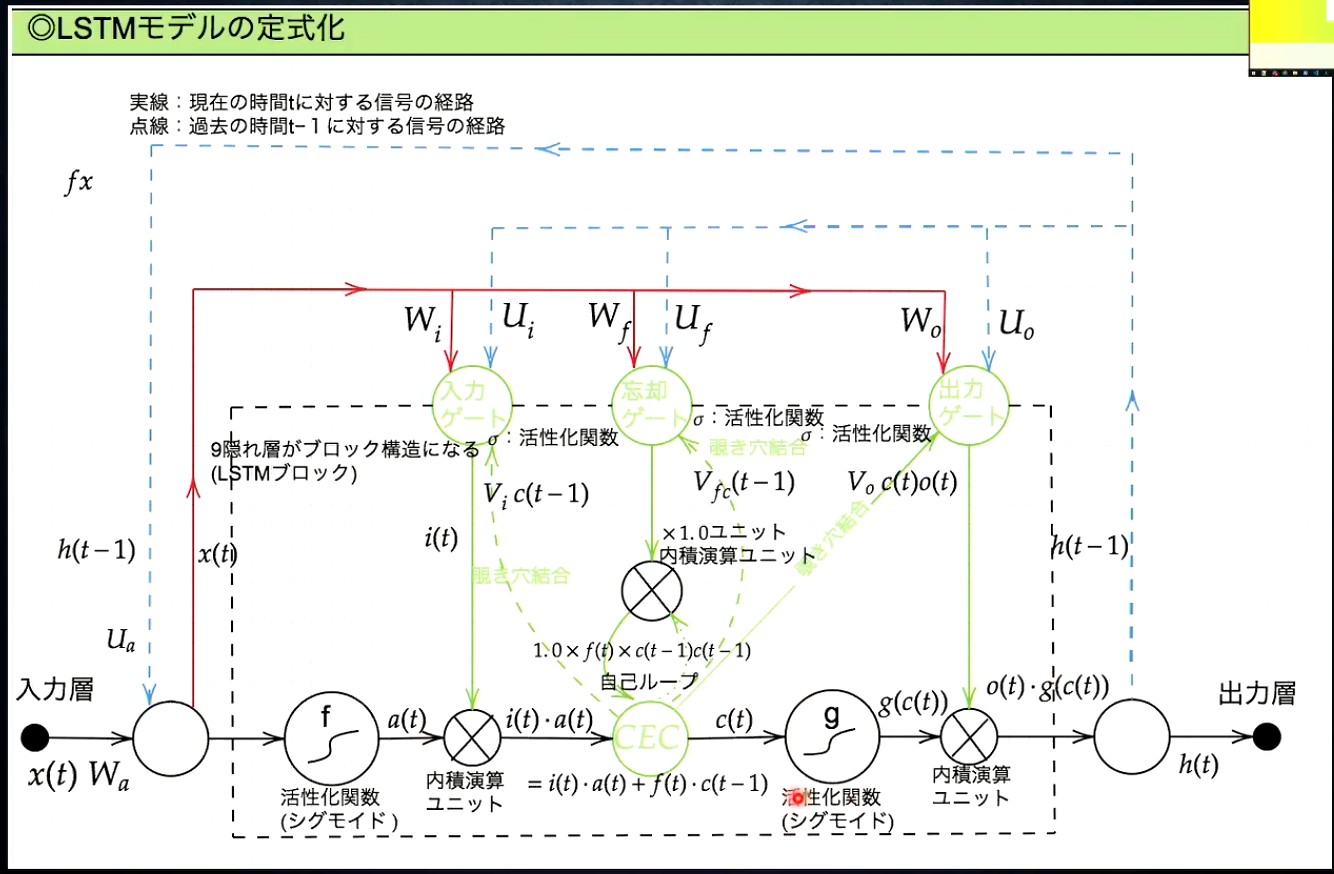 ◎LSTMモデルの定式化
実線：現在の時間tに対する信号の経路
点線：過去の時間t−１に対する信号の経路
fx
W_i
U_i
W_f
U_f
W_o
U_o
入力
ゲート
忘却
ゲート
出力
ゲート
σ：活性化関数
σ：活性化関数
σ：活性化関数
9隠れ層がブロック構造になる
(LSTMブロック)
覗き穴結合
V_i c(t−1)
V_fc(t−1)
V_o c(t)o(t)
i(t)
×1.0ユニット
内積演算ユニット
h(t−1)
x(t)
h(t−1)
覗き穴結合
覗き穴結合
U_a
1.0×f(t)×c(t−1)c(t−1)
自己ループ
入力層
出力層
f
a(t)
i(t)·a(t)
CEC
c(t)
g
g(c(t))
o(t)·g(c(t))
h(t)
x(t) W_a
活性化関数
(シグモイド)
内積演算
ユニット
=i(t)·a(t)+f(t)·c(t−1)
活性化関数
(シグモイド)
内積演算
ユニット